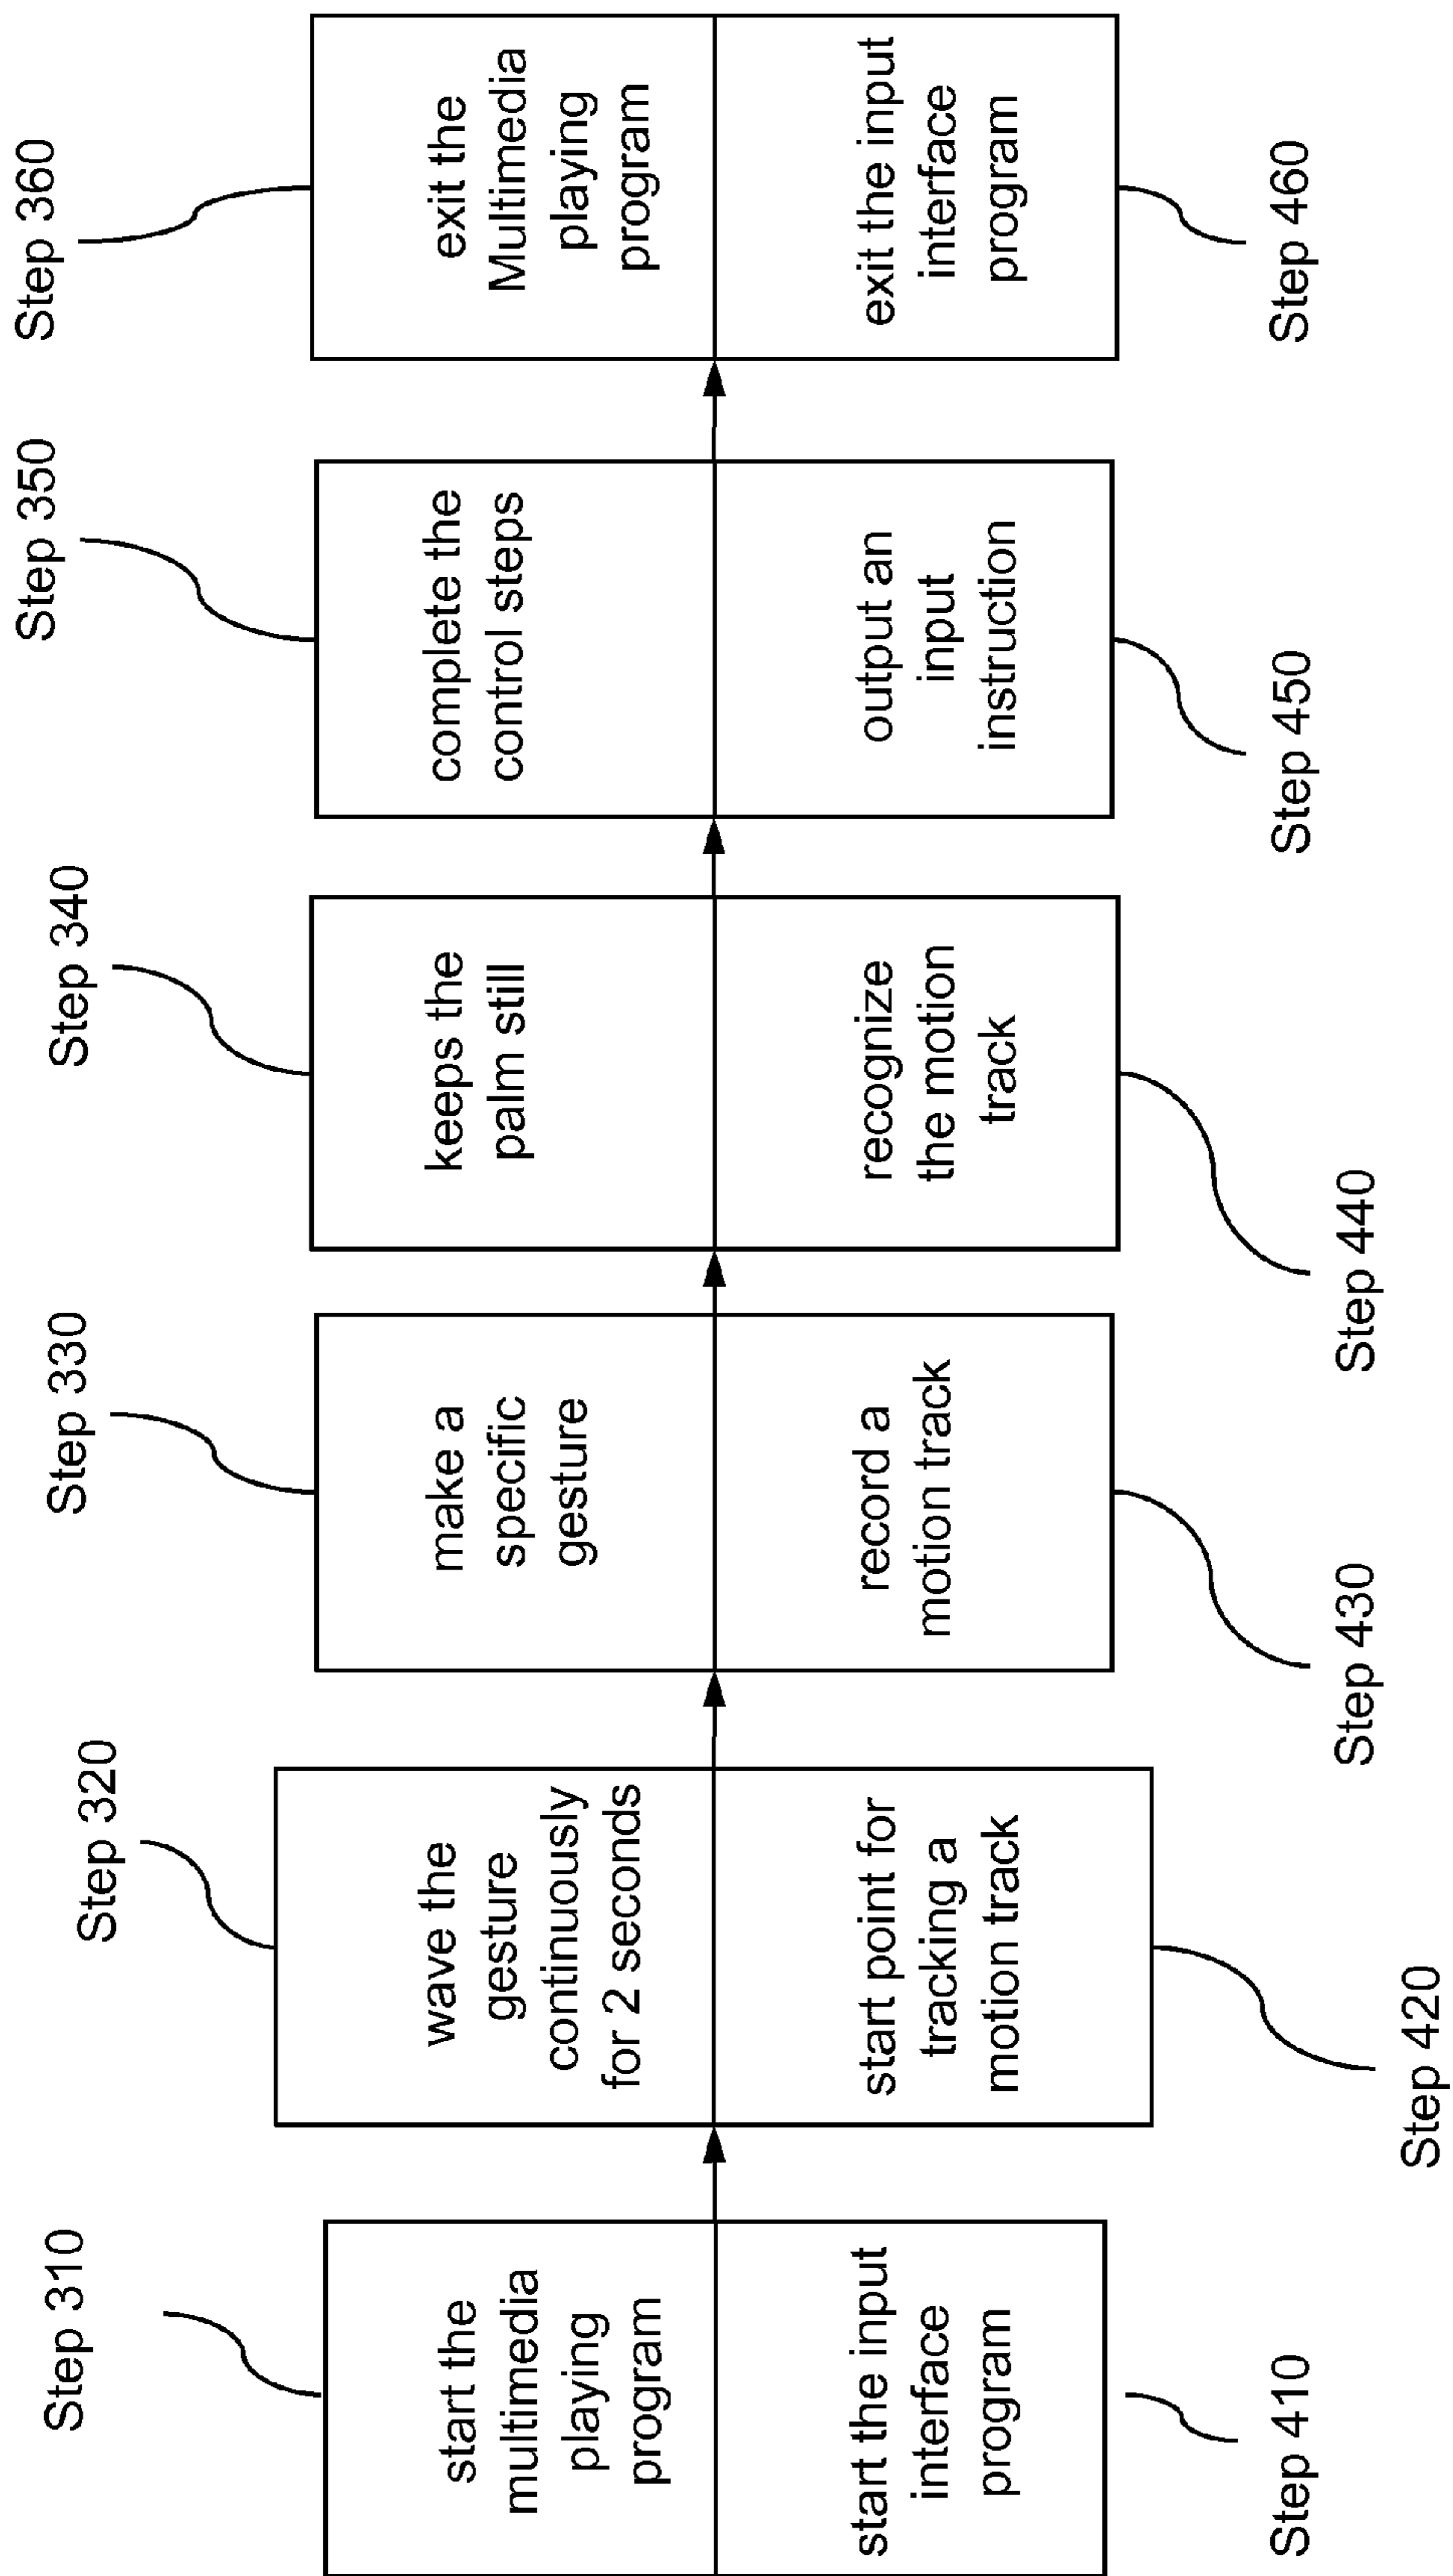 Step 310
start the
multimedia
playing
program
start the input
interface
program
Step 410
Step 320
wave the
gesture
continuously
for 2 seconds
start point for
tracking a
motion track
Step 420
Step 330
make a
specific
gesture
record a
motion track
Step 430
Step 340
keeps the
palm still
recognize
the motion
track
Step 440
Step 350
complete the
control steps
output an
input
instruction
Step 450
Step 360
exit the
Multimedia
playing
program
exit the input
interface
program
Step 460